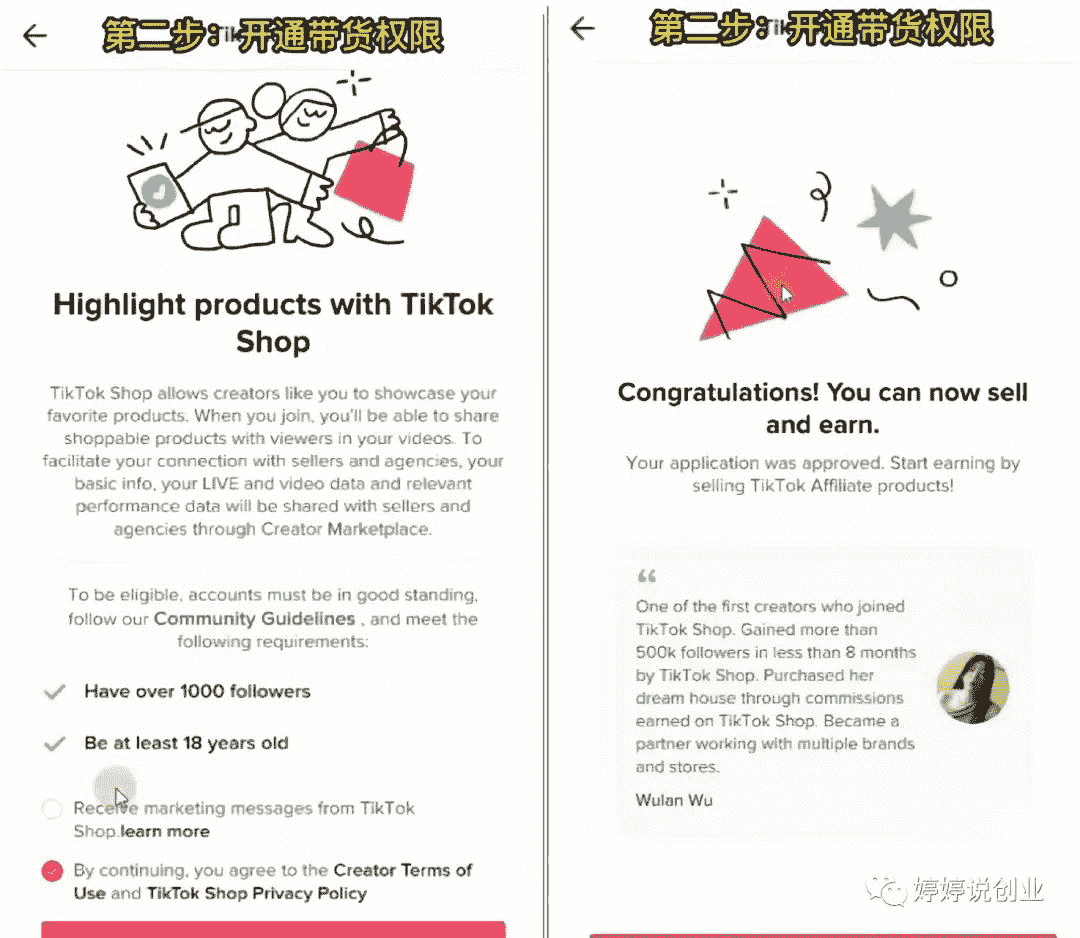 第二步：开通带货权限
Highlight products with TikTok
Shop
TikTok Shop allows creators like you to showcase your
favorite products. When you join, you'll be able to share
shoppable products with viewers in your videos. To
facilitate your connection with sellers and agencies, your
basic info, your LIVE and video data and relevant
performance data will be shared with sellers and
agencies through Creator Marketplace.
To be eligible, accounts must be in good standing,
follow our Community Guidelines , and meet the
following requirements:
Have over 1000 followers
Be at least 18 years old
Receive marketing messages from TikTok
Shop.learn more
By continuing, you agree to the Creator Terms of
Use and TikTok Shop Privacy Policy
第二步：开通带货权限
Congratulations! You can now sell
and earn.
Your application was approved. Start earning by
selling TikTok Affiliate products!
“
One of the first creators who joined
TikTok Shop. Gained more than
500k followers in less than 8 months
by TikTok Shop. Purchased her
dream house through commissions
earned on TikTok Shop. Became a
partner working with multiple brands
and stores.
Wulan Wu
婷婷说创业